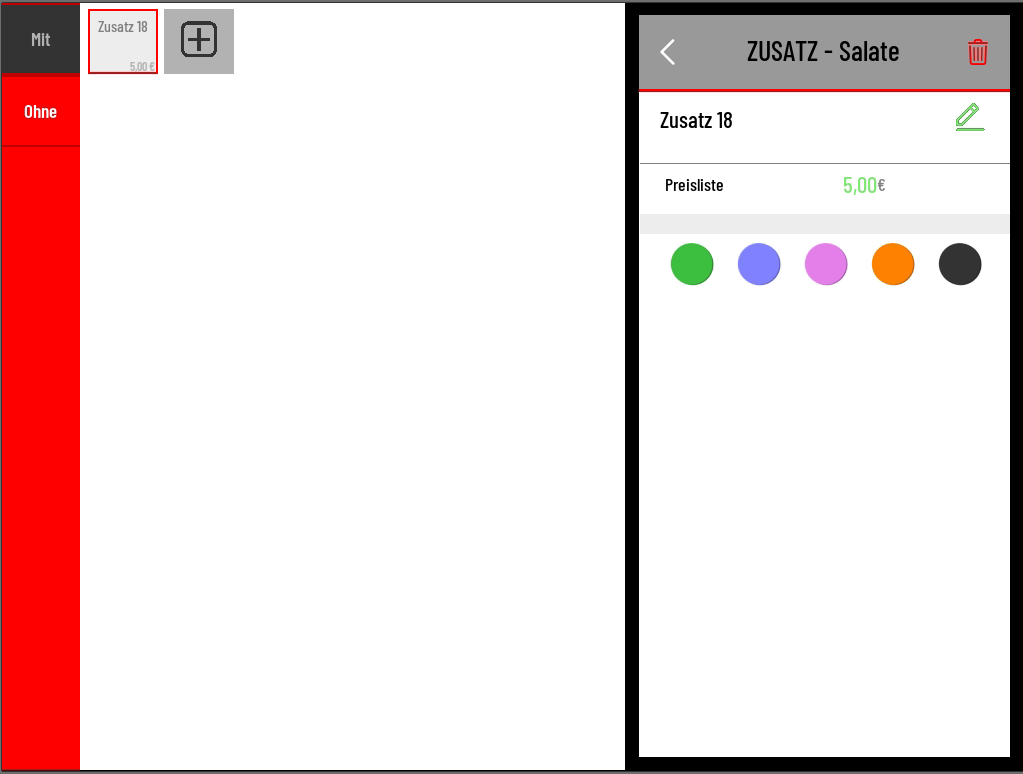 Mit
Ohne
Zusatz 18
5,00 €
ZUSATZ - Salate
Zusatz 18
Preisliste 5,00€